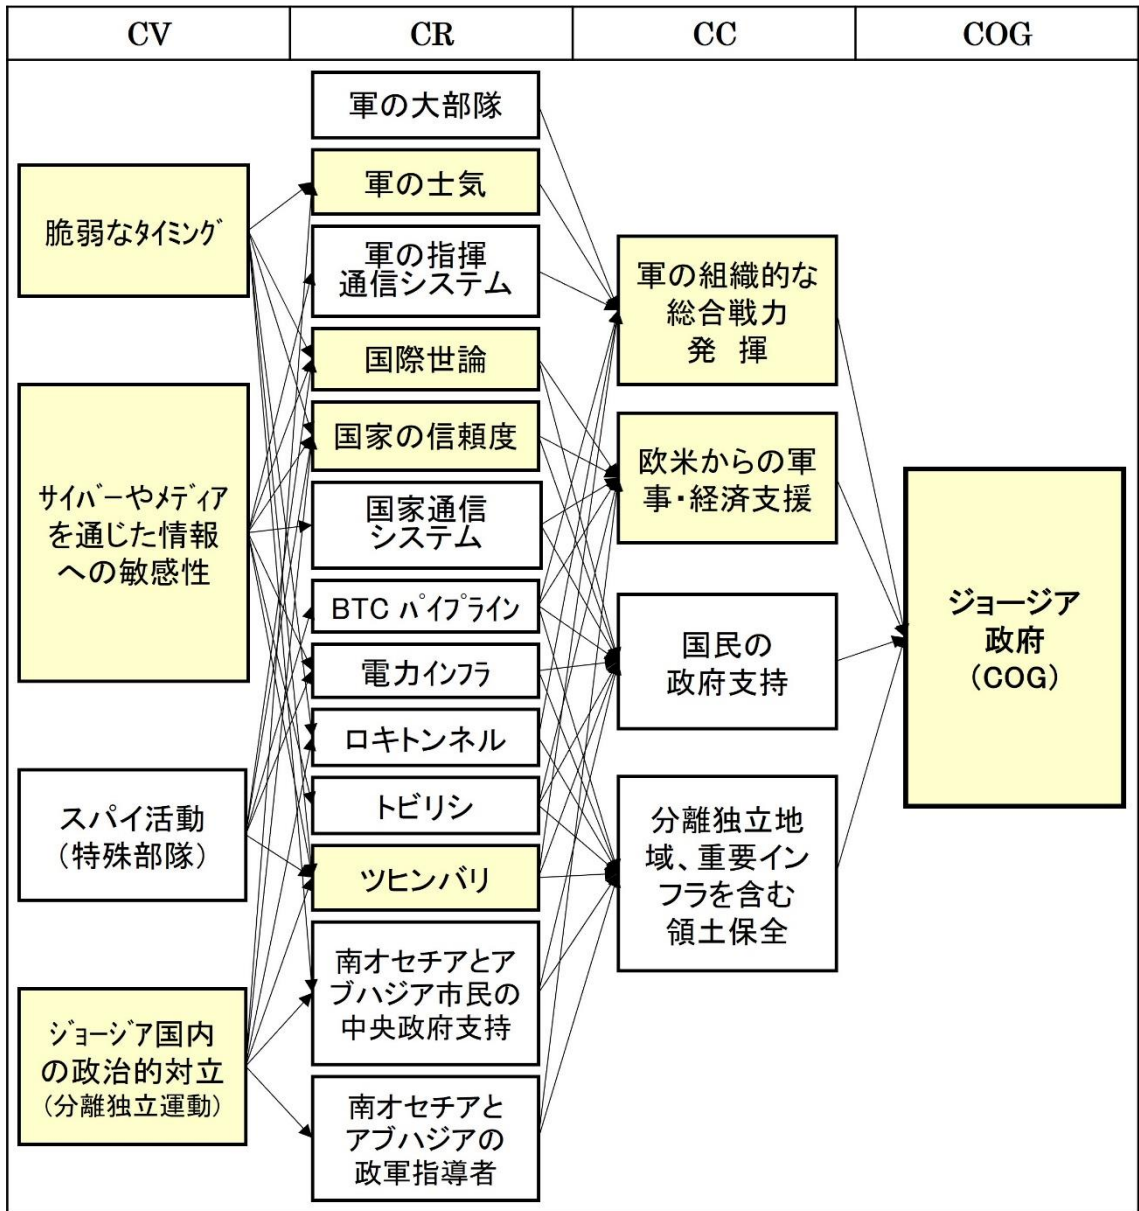 CV
CR
CC
COG
脆弱なﾀｲﾐﾝｸﾞ
ｻｲﾊﾞｰやﾒﾃﾞｨｱ
を通じた情報
への敏感性
スパイ活動
（特殊部隊）
ｼﾞｮｰｼﾞｱ国内
の政治的対立
（分離独立運動）
軍の大部隊
軍の士気
軍の指揮
通信システム
国際世論
国家の信頼度
国家通信
システム
BTC ﾊﾟｲﾌﾟﾗｲﾝ
電力ｲﾝﾌﾗ
ロキトンネル
トビリシ
ツヒンバリ
南オセチアとア
ブハジア市民の
中央政府支持
南オセチアと
アブハジアの
政軍指導者
軍の組織的な
総合戦力
発　揮
欧米からの軍
事・経済支援
国民の
政府支持
分離独立地
域、重要イン
フラを含む
領土保全
ジョージア
政府
（COG）